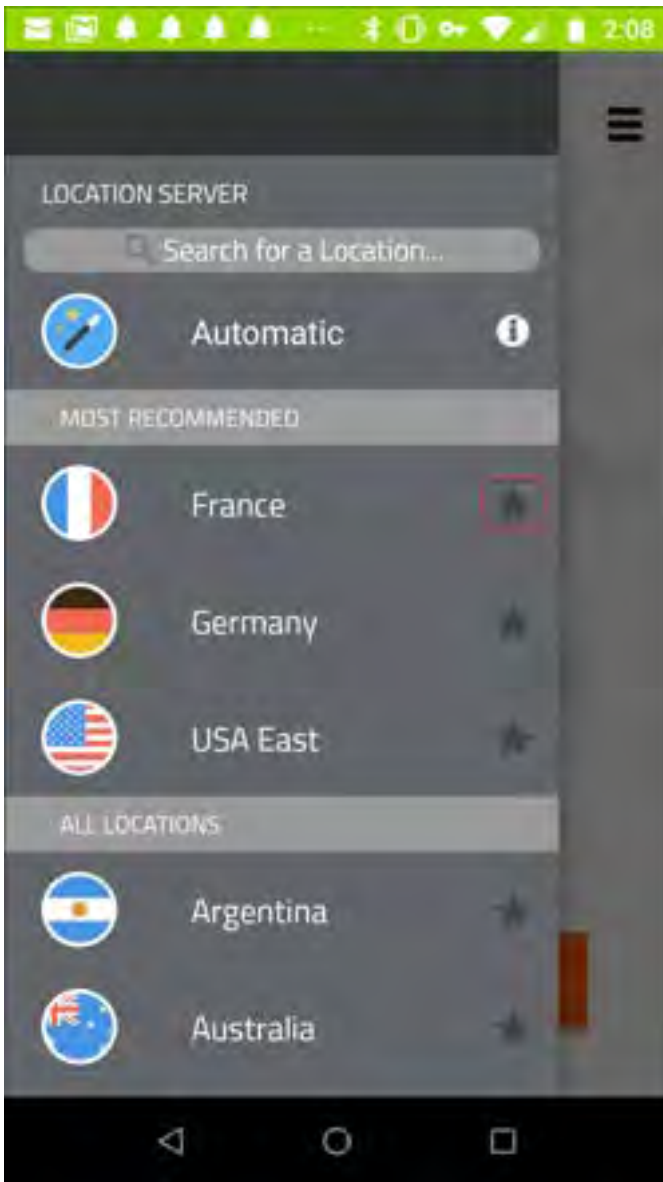 2:08
LOCATION SERVER
Search for a Location...
Automatic
MOST RECOMMENDED
France
Germany
USA East
ALL LOCATIONS
Argentina
Australia